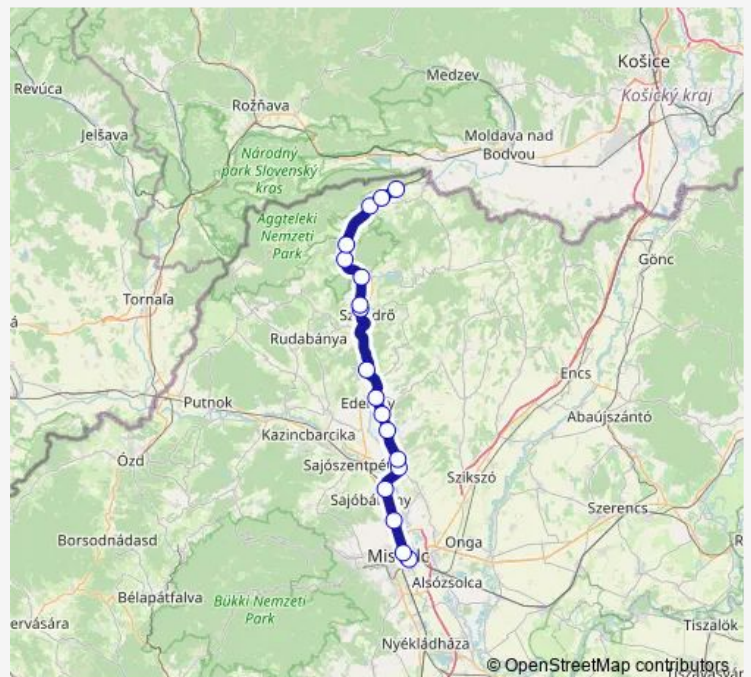 Košice
Medzev
Revúca
Košický kraj
Rožňava
Jelšava
Moldava nad
Bodvou
Národný
park Slovenský
kras
Aggteleki
Nemzeti
Park
Gönc
Tornaľa
á
Rudabánya
Encs
Putnok
Abaújszántó
Kazincbarcika
Ózd
Szikszó
Szerencs
Borsodnádasd
Onga
R
Alsózsolca
Bélapátfalva
Bükki Nemzeti
Park
ervására
Tiszalök
Nyékládháza
© OpenStreetMap contributors